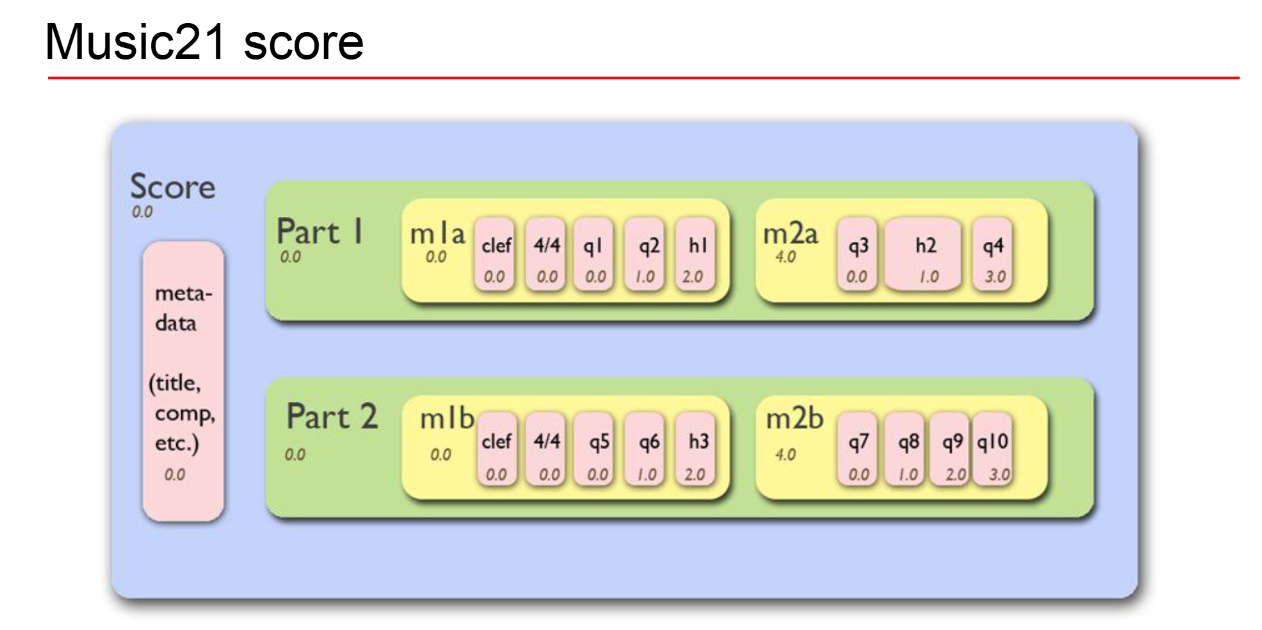 Music21 score
Score
0.0
meta-
data
(title,
comp,
etc.)
0.0
Part 1
0.0
m1a
0.0
clef
0.0
4/4
0.0
q1
0.0
q2
1.0
h1
2.0
m2a
4.0
q3
0.0
h2
1.0
q4
3.0
Part 2
0.0
m1b
0.0
clef
0.0
4/4
0.0
q5
0.0
q6
1.0
h3
2.0
m2b
4.0
q7
0.0
q8
1.0
q9
2.0
q10
3.0